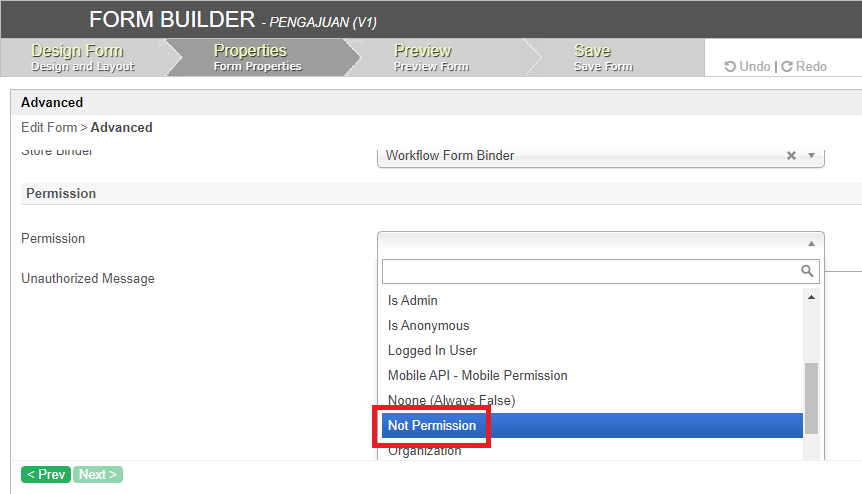 FORM BUILDER - PENGAJUAN (V1)
Design Form
Design and Layout
Properties
Form Properties
Preview
Preview Form
Save
Save Form
Undo | Redo
Advanced
Edit Form > Advanced
Store Binder
Workflow Form Binder
Permission
Permission
Unauthorized Message
Is Admin
Is Anonymous
Logged In User
Mobile API - Mobile Permission
Noone (Always False)
Not Permission
Organization
< Prev
Next >